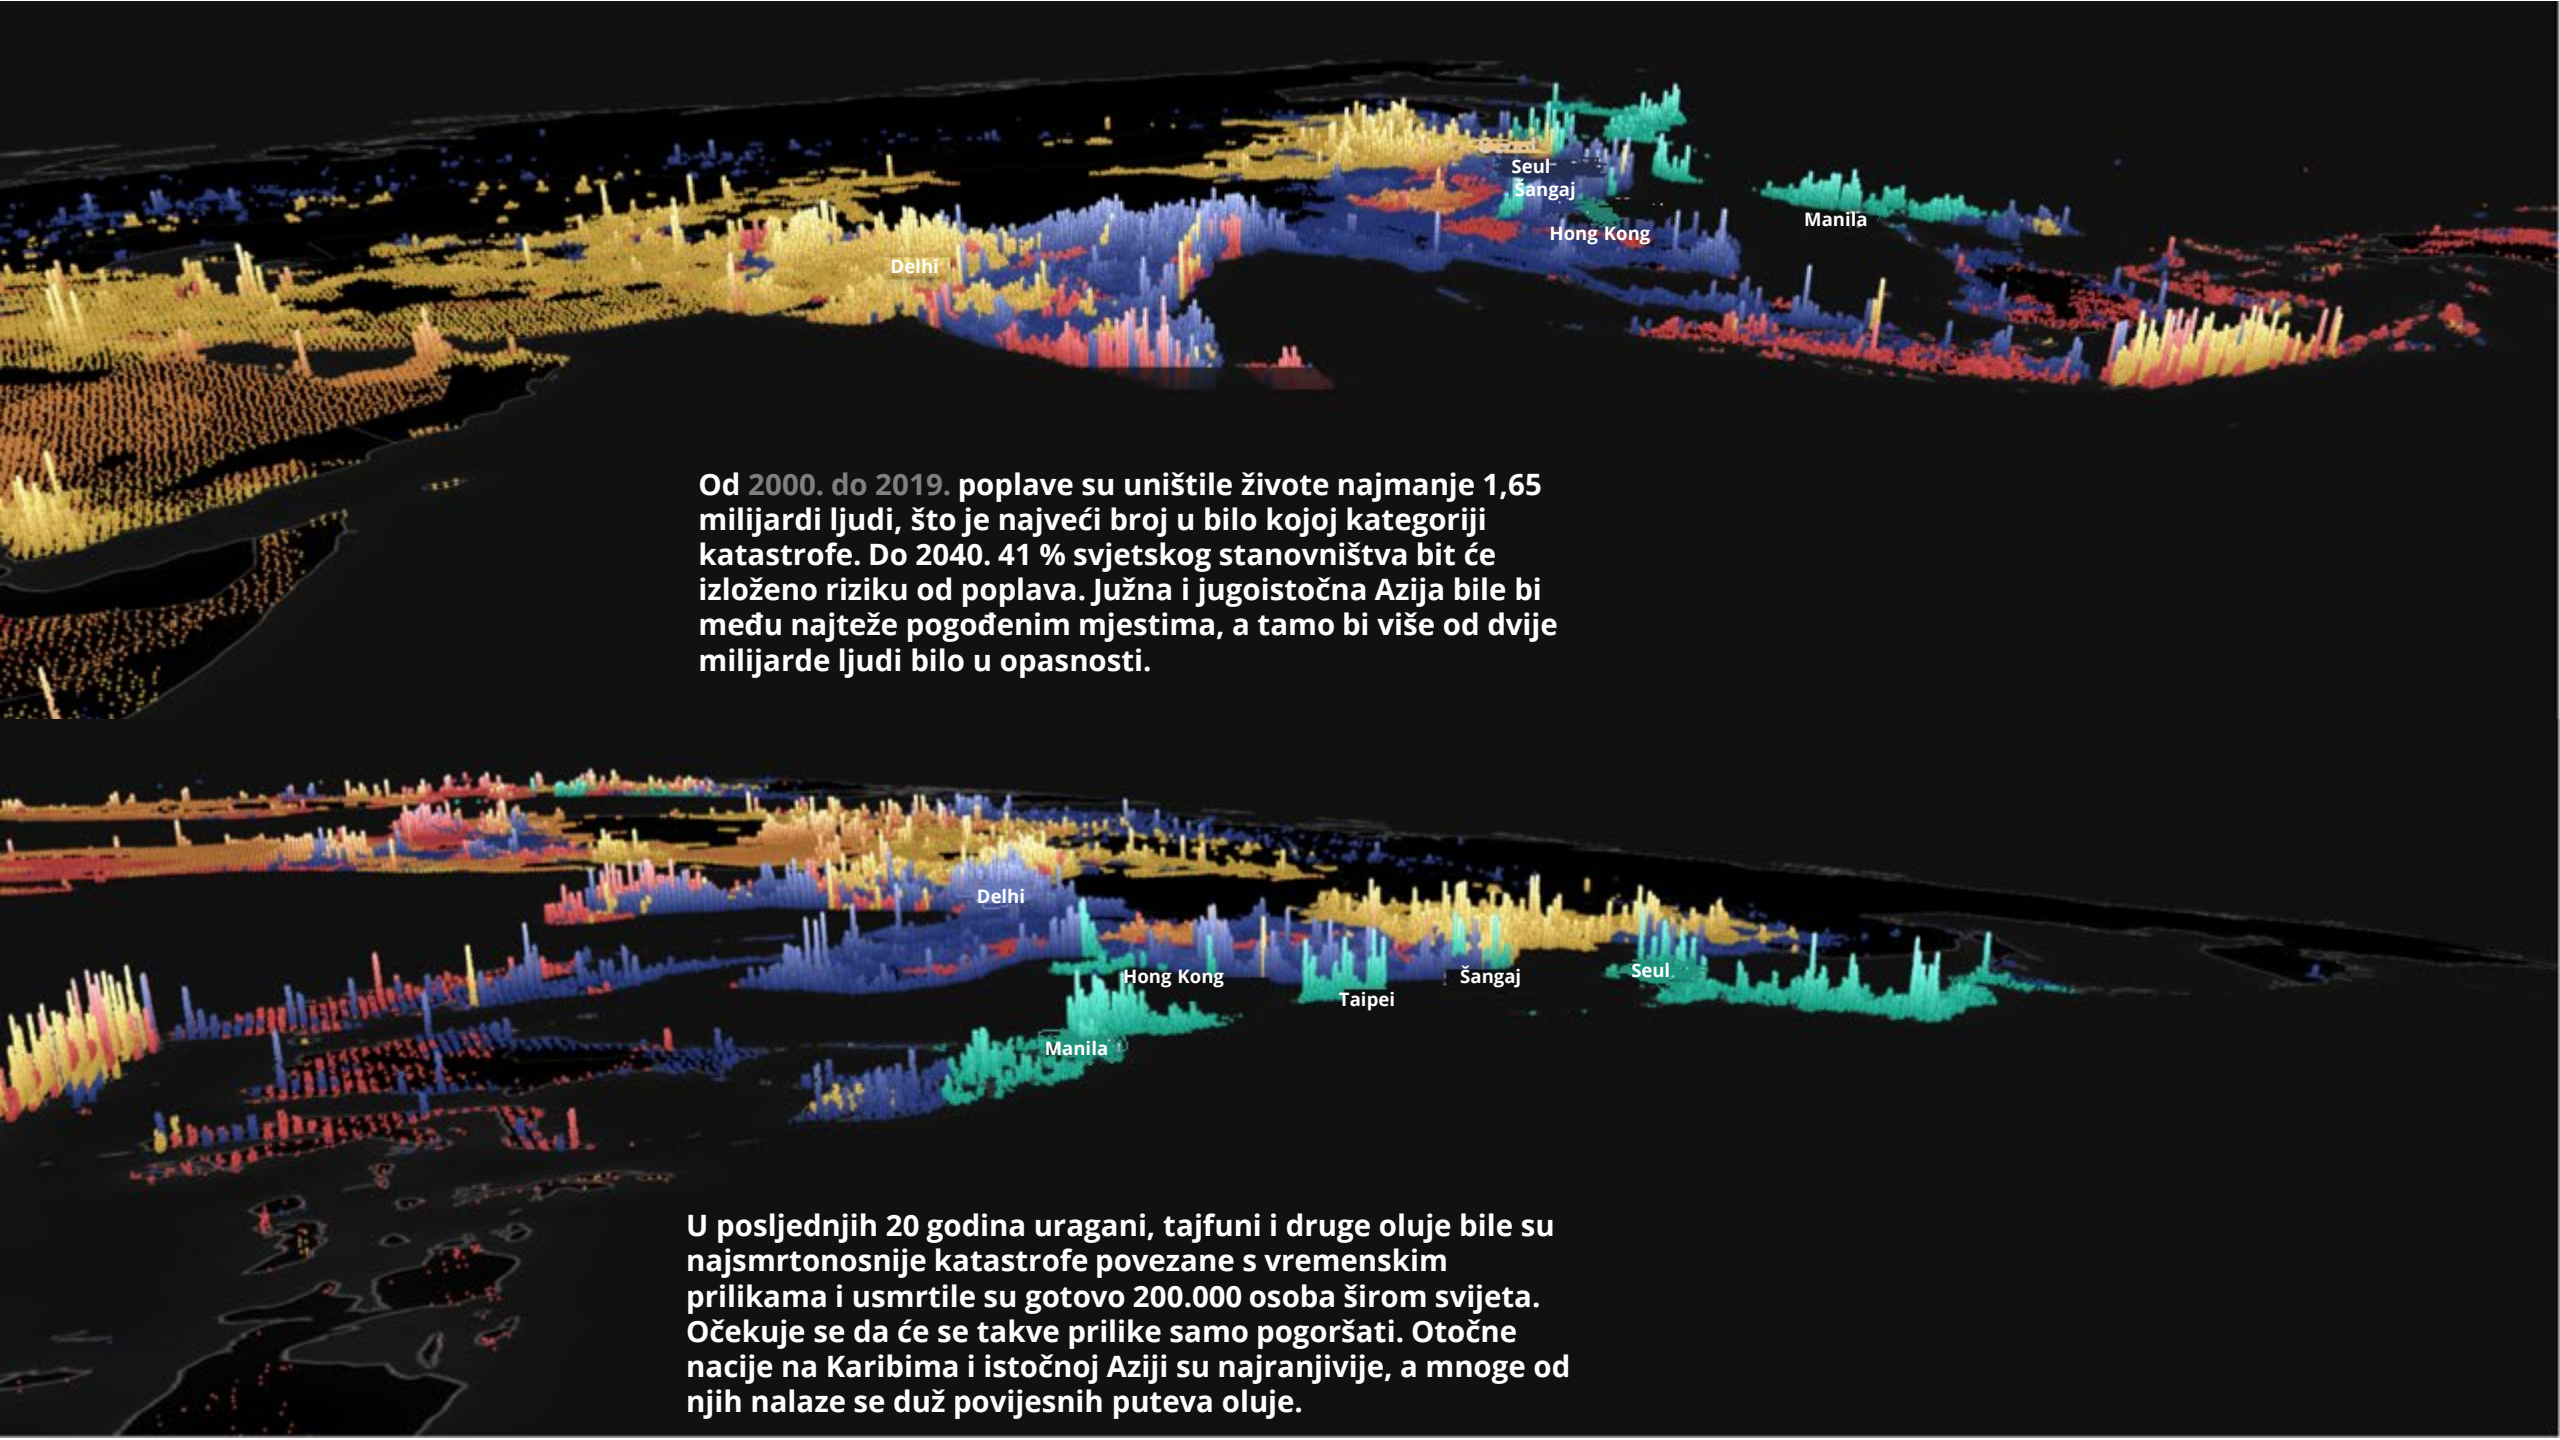 Seul
Šangaj
Manila
Hong Kong
Delhi
Od 2000. do 2019. poplave su uništile živote najmanje 1,65
milijardi ljudi, što je najveći broj u bilo kojoj kategoriji
katastrofe. Do 2040. 41 % svjetskog stanovništva bit će
izloženo riziku od poplava. Južna i jugoistočna Azija bile bi
među najteže pogođenim mjestima, a tamo bi više od dvije
milijarde ljudi bilo u opasnosti.
Delhi
Hong Kong
Šangaj
Seul
Taipei
Manila
U posljednjih 20 godina uragani, tajfuni i druge oluje bile su
najsmrtonosnije katastrofe povezane s vremenskim
prilikama i usmrtile su gotovo 200.000 osoba širom svijeta.
Očekuje se da će se takve prilike samo pogoršati. Otočne
nacije na Karibima i istočnoj Aziji su najranjivije, a mnoge od
njih nalaze se duž povijesnih puteva oluje.